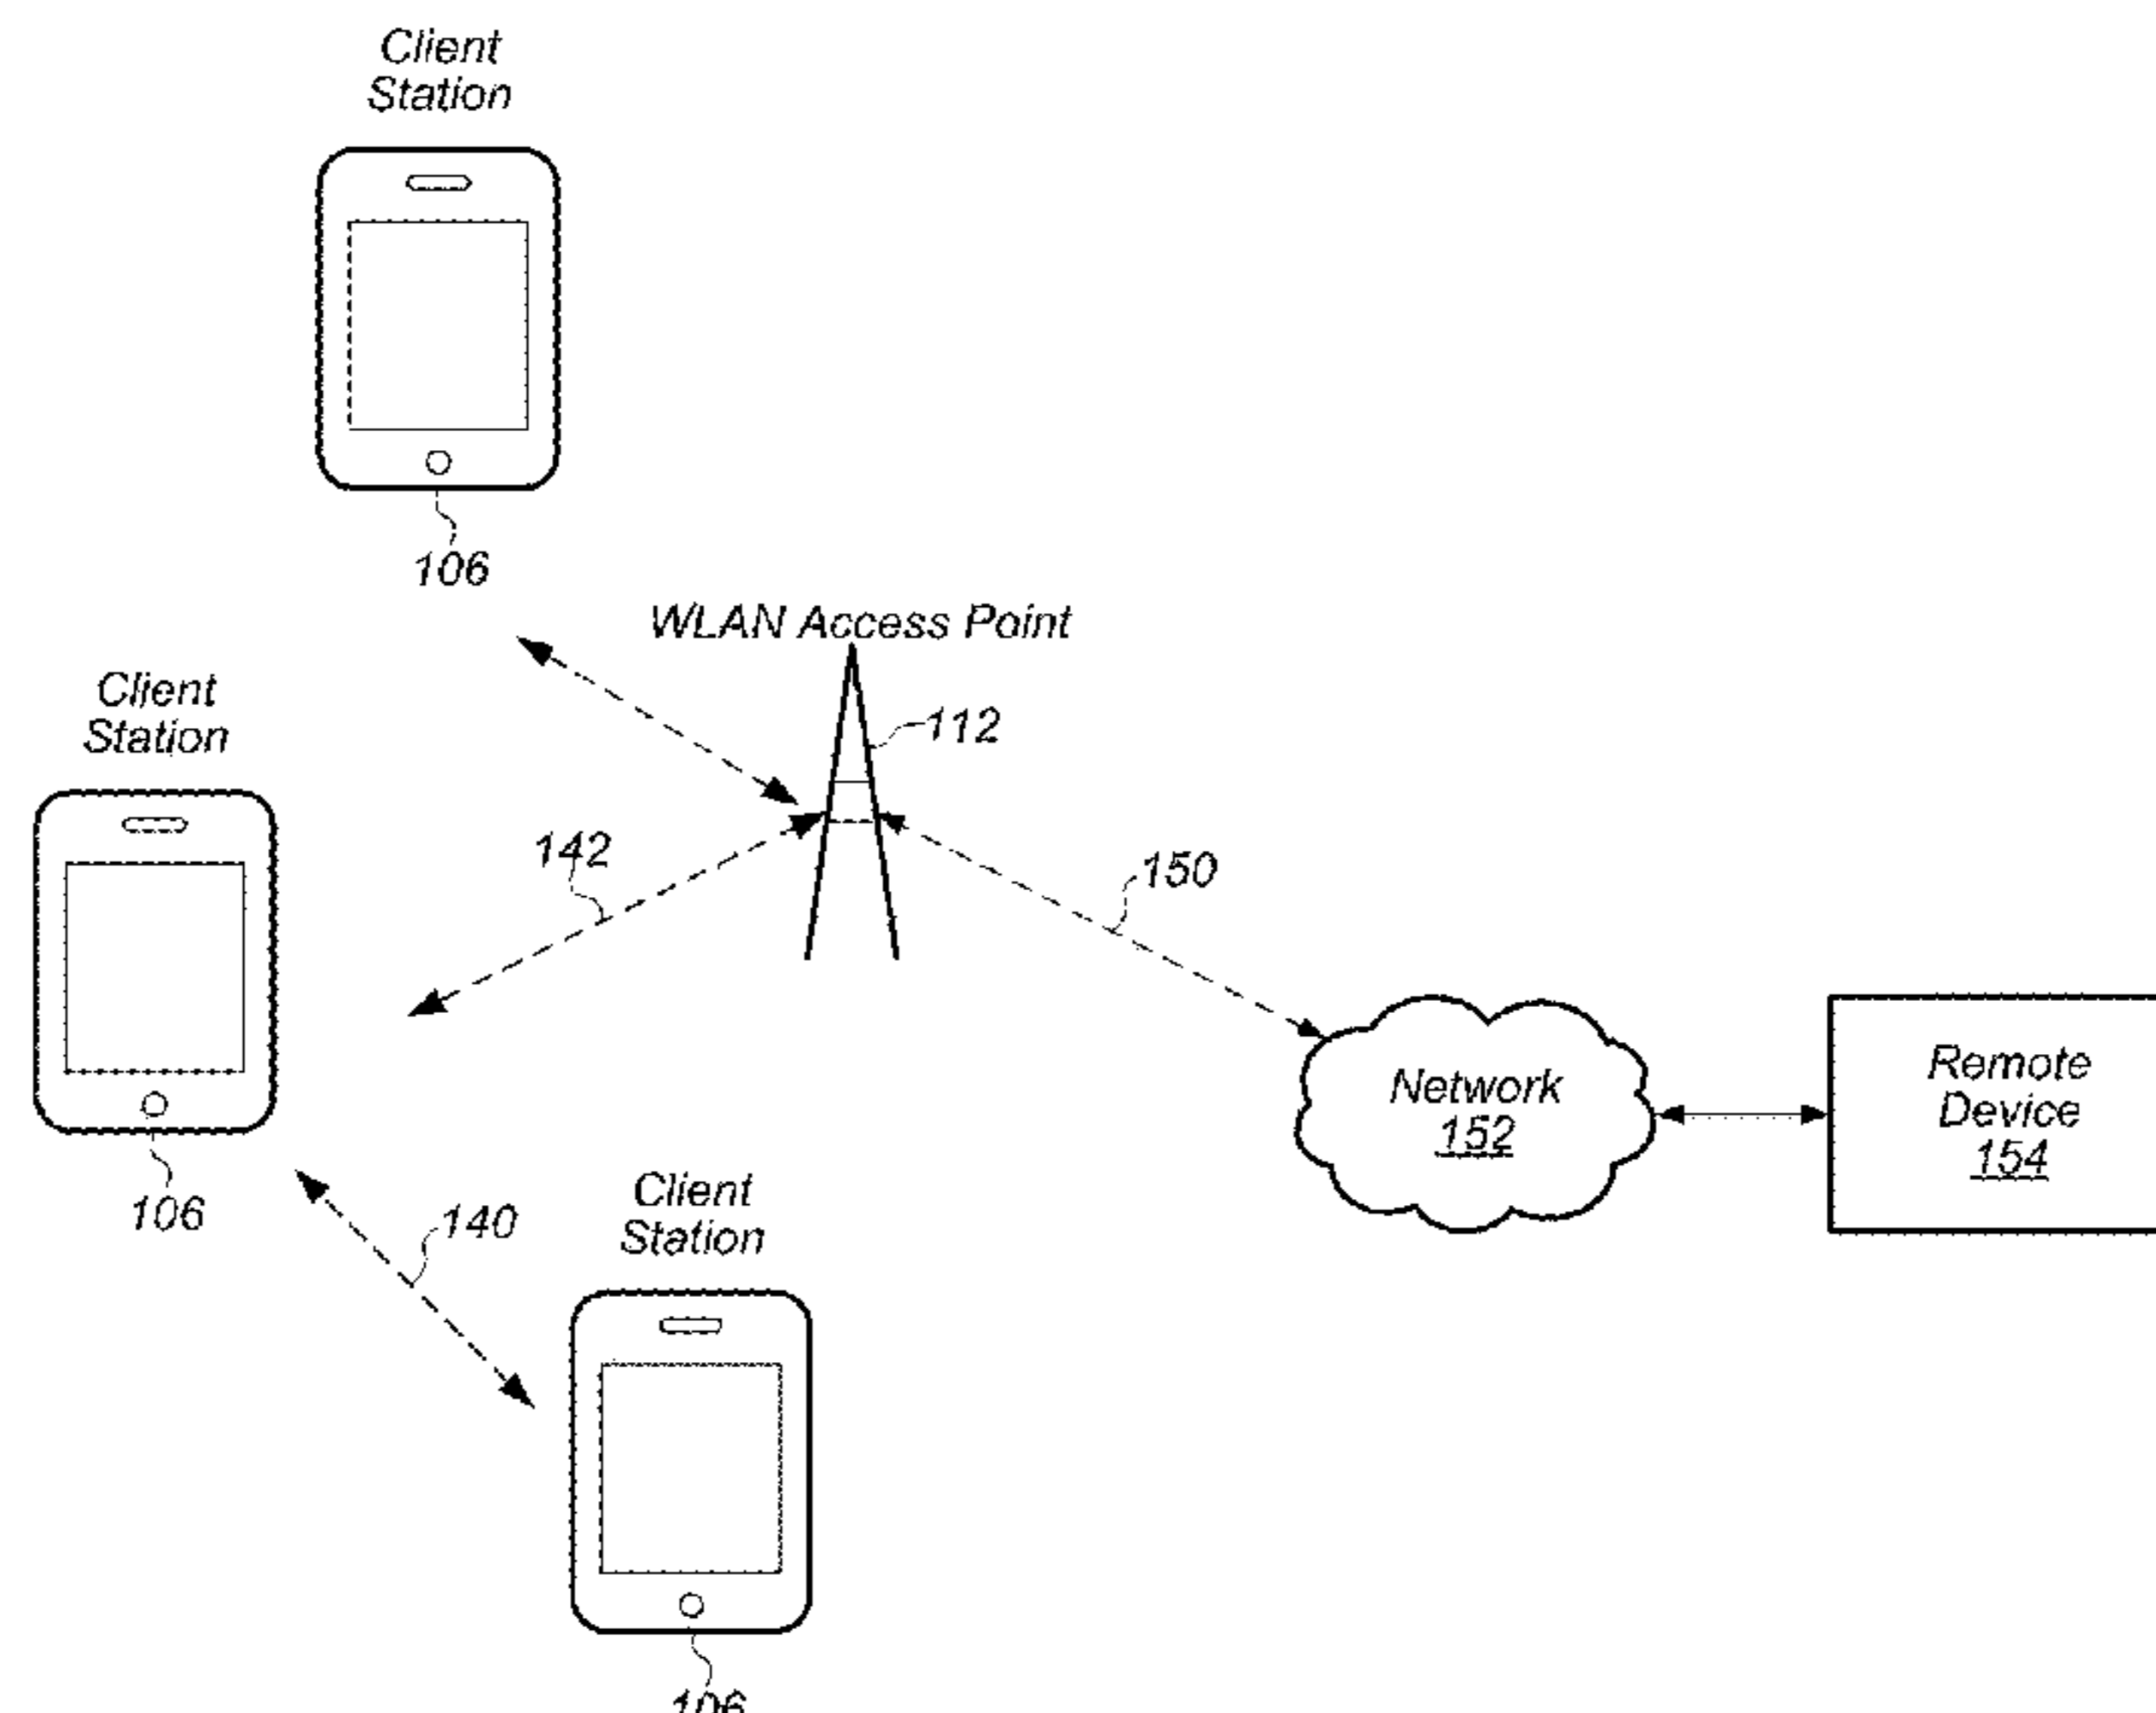 Client
Station
106
WLAN Access Point
112
Client
Station
142
150
106
140
Network
152
Remote
Device
154
Client
Station
106